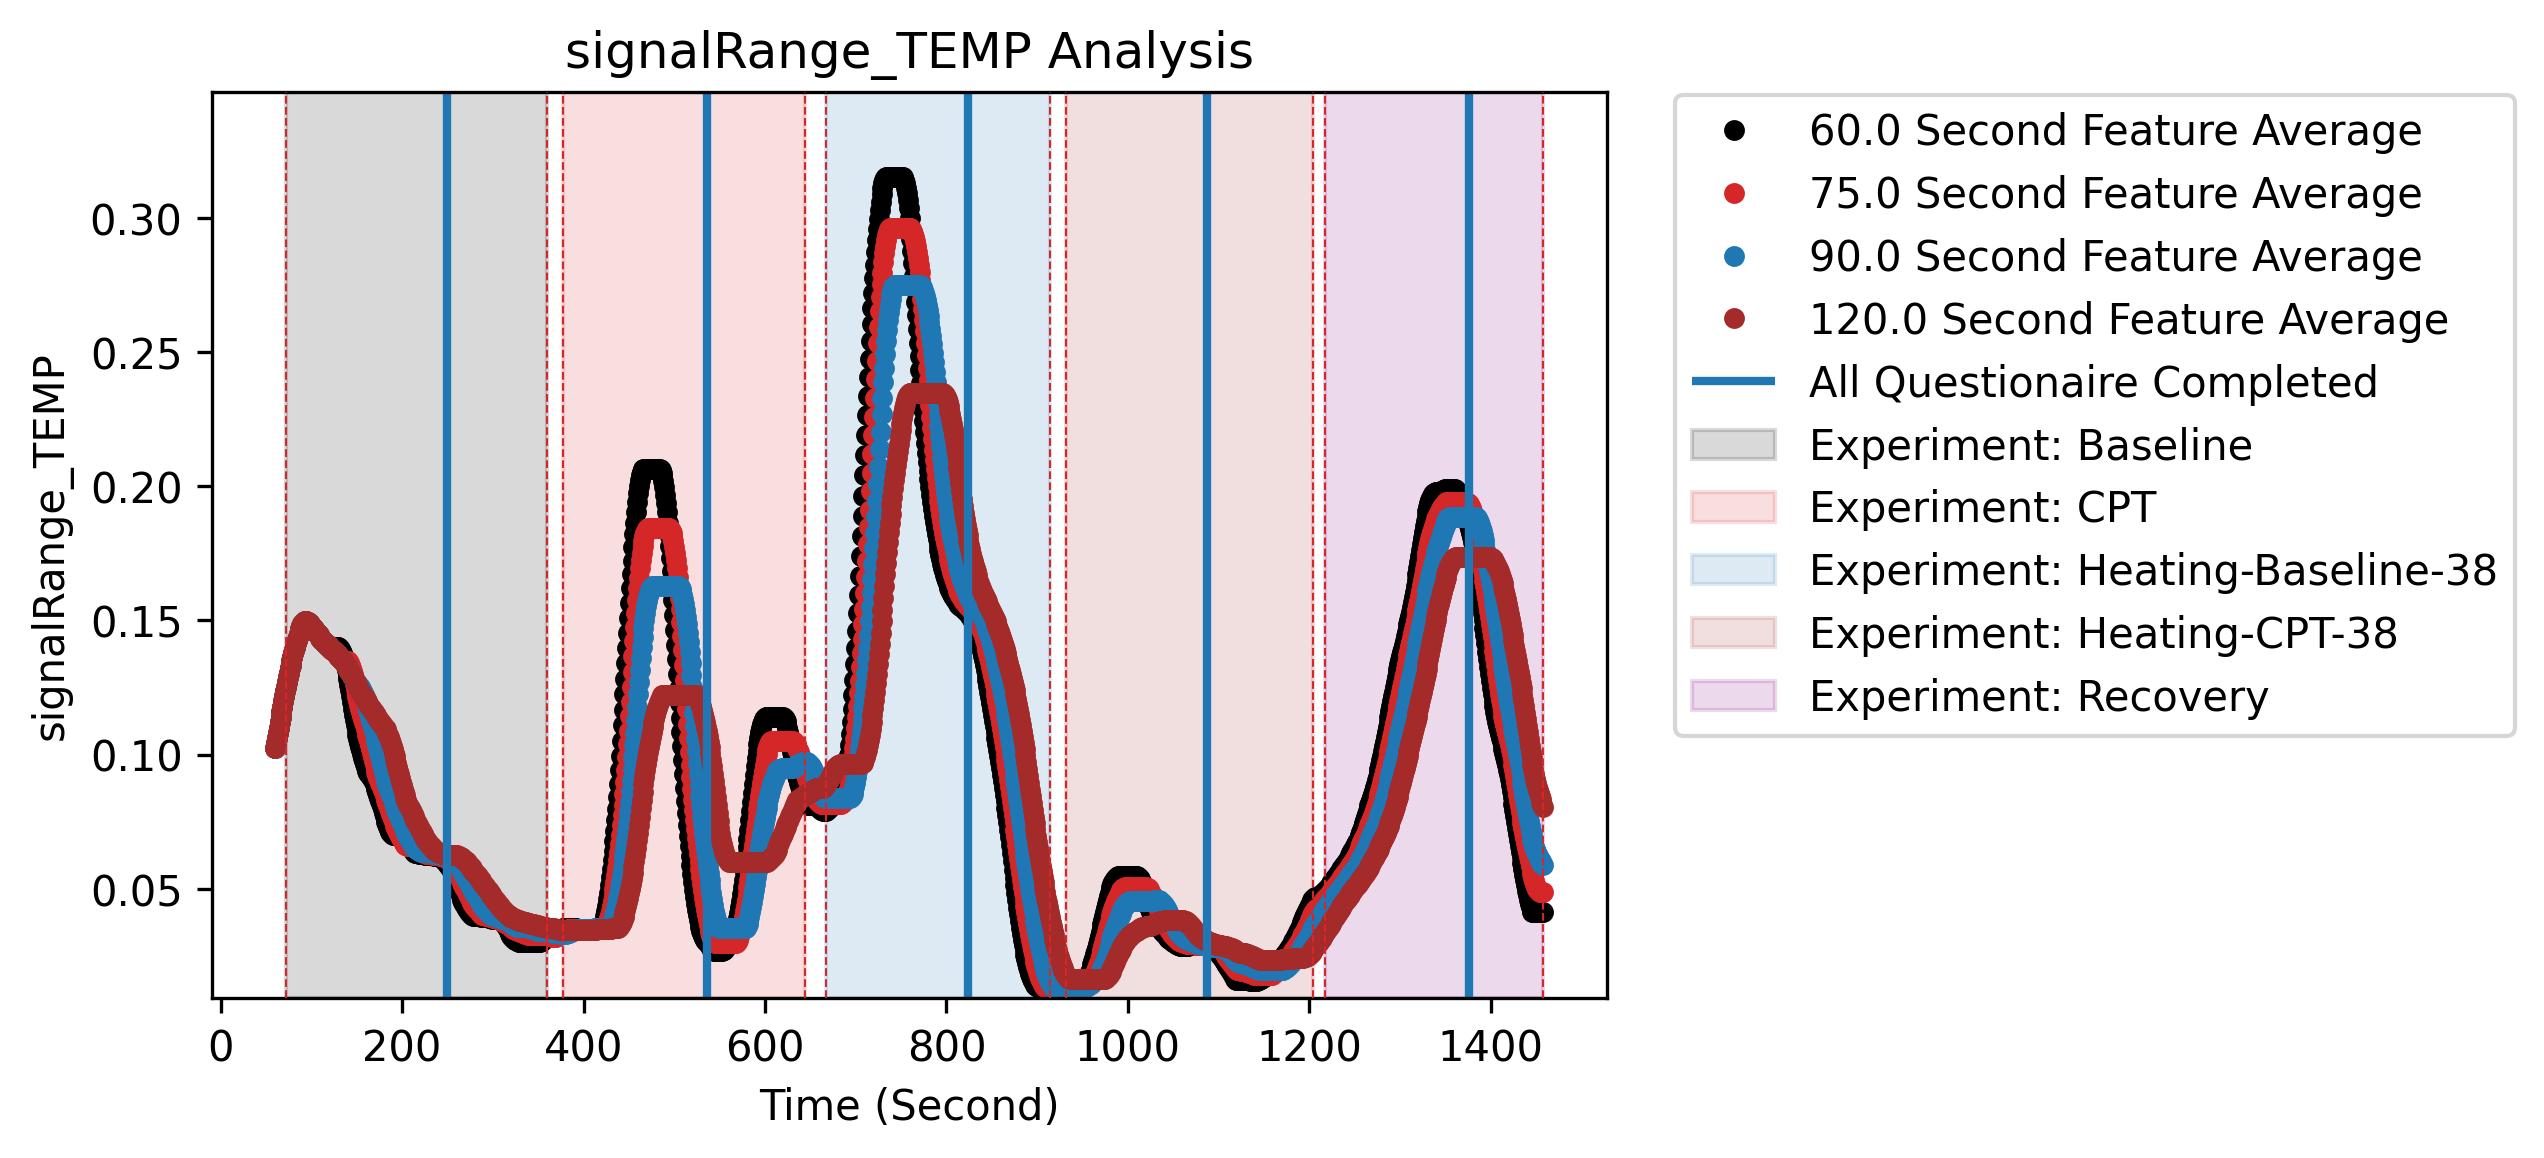 signalRange_TEMP Analysis
signalRange_TEMP
0.30
0.25
0.20
0.15
0.10
0.05
0 200 400 600 800 1000 1200 1400
Time (Second)
60.0 Second Feature Average
75.0 Second Feature Average
90.0 Second Feature Average
120.0 Second Feature Average
All Questionaire Completed
Experiment: Baseline
Experiment: CPT
Experiment: Heating-Baseline-38
Experiment: Heating-CPT-38
Experiment: Recovery